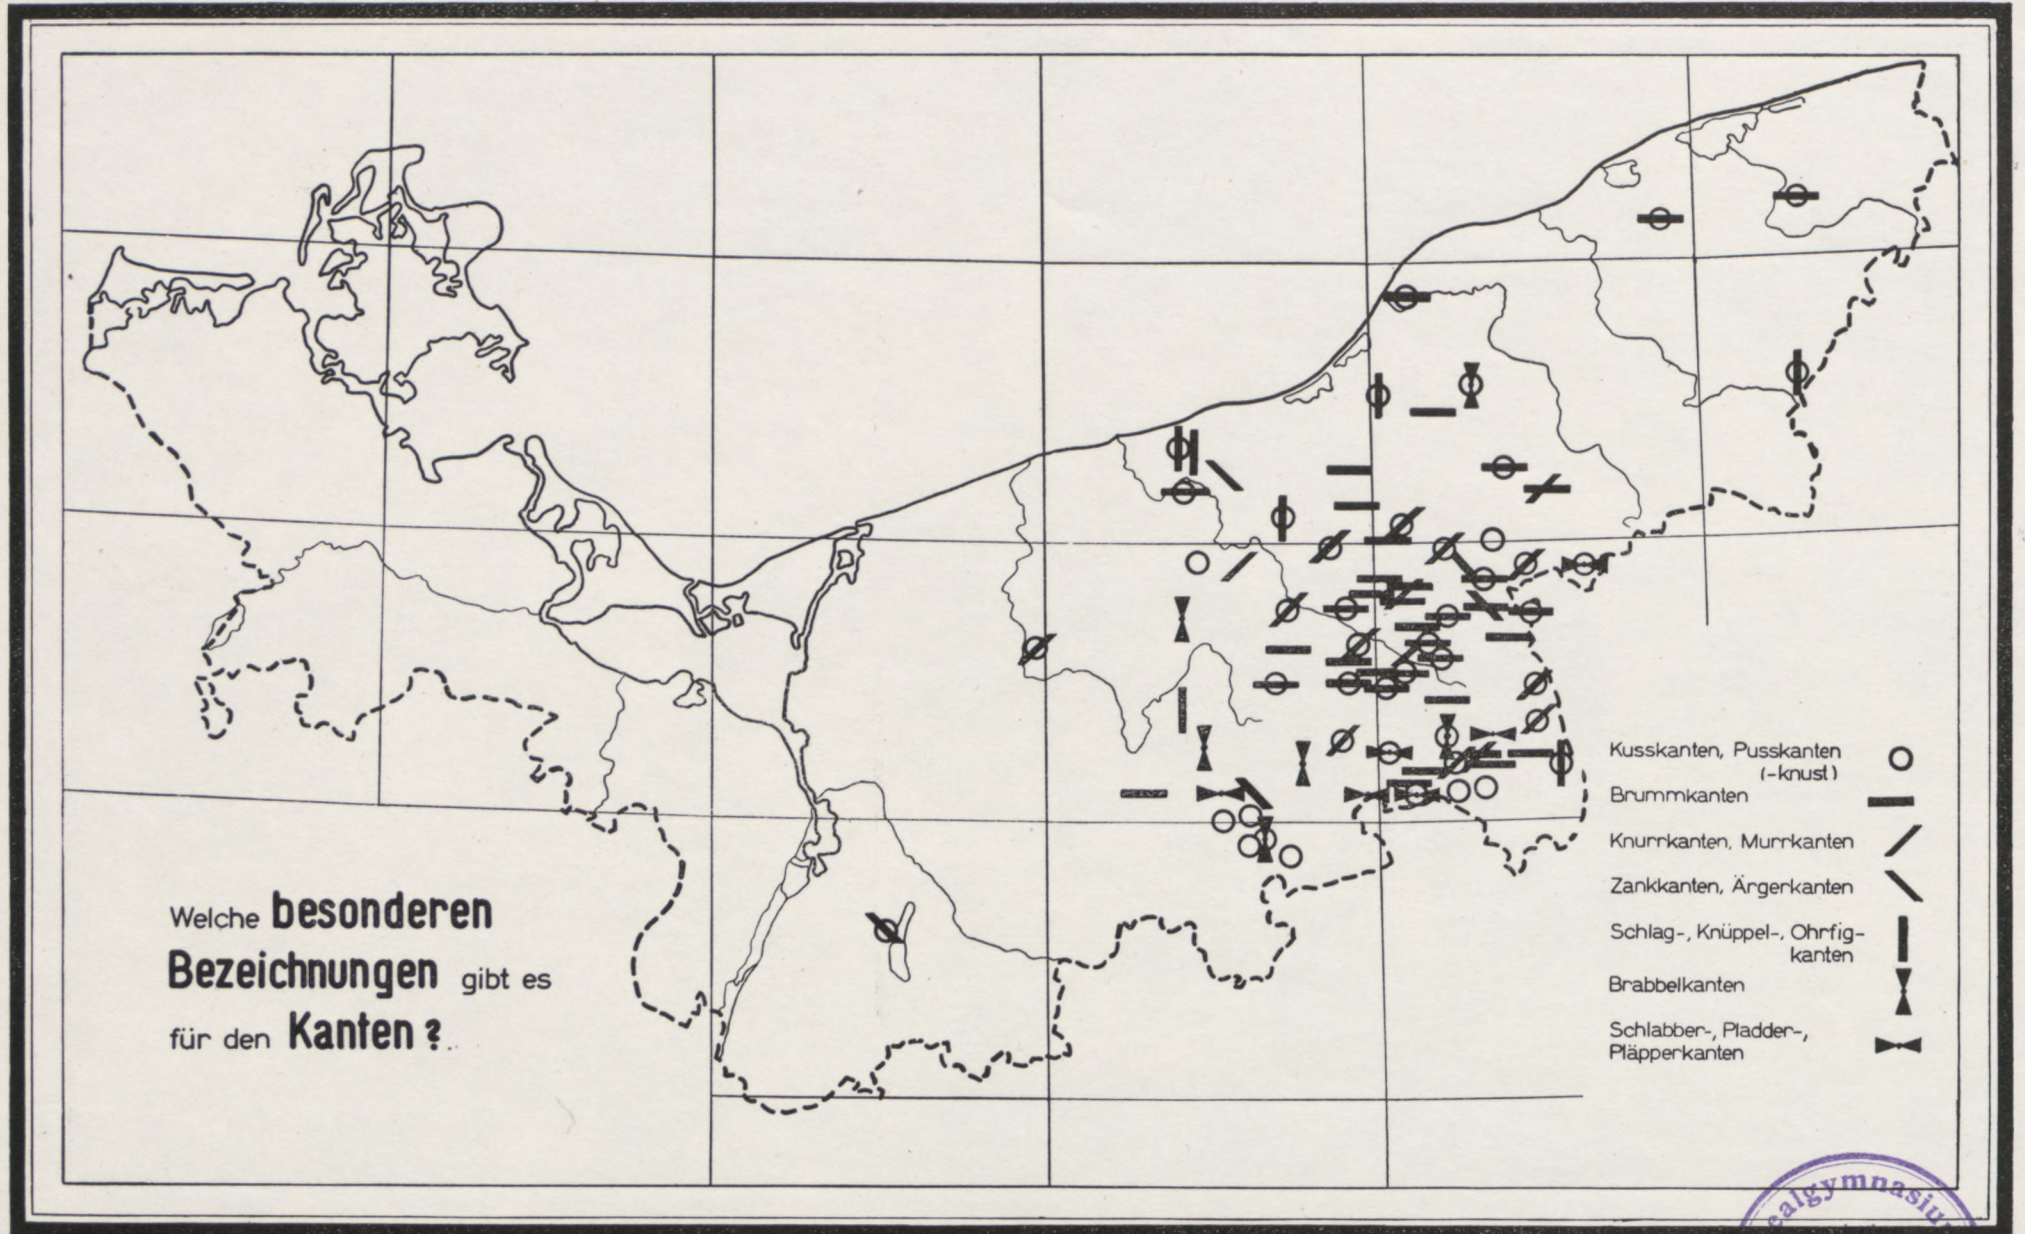 Kusskanten, Pusskanten
(-knust)
Brummkanten
Knurrkanten, Murrkanten
Zankkanten, Ärgerkanten
Schlag-, Knüppel-, Ohrfig-
kanten
Brabbelkanten
Schlabber-, Pladder-,
Pläpperkanten
Welche besonderen
Bezeichnungen gibt es
für den Kanten?